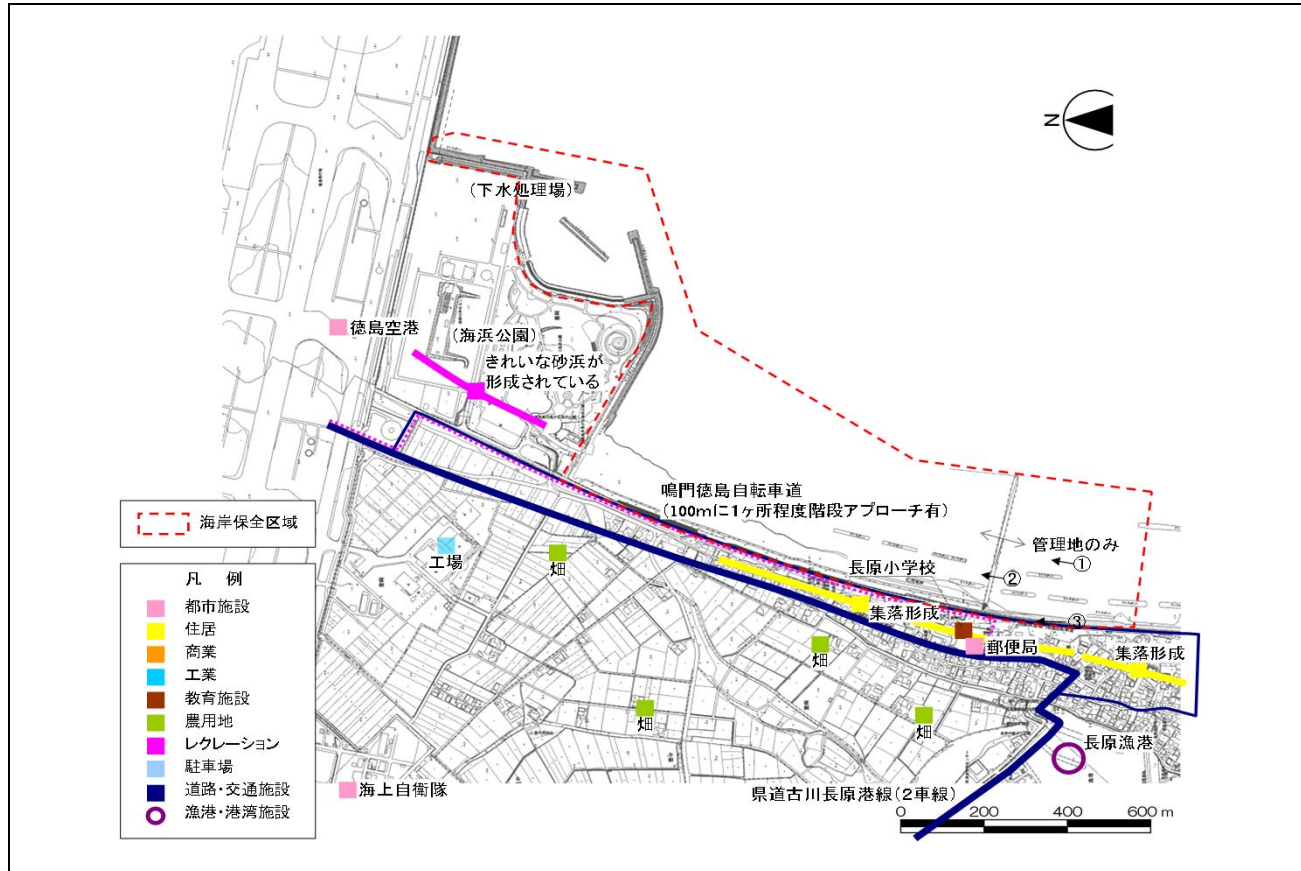 N
(下水処理場)
徳島空港
(海浜公園)
きれいな砂浜が
形成されている
鳴門徳島自転車道
(100mに1ヶ所程度階段アプローチ有)
管理地のみ
①
②
長原小学校
③
工場
畑
集落形成
郵便局
畑
集落形成
畑
畑
長原漁港
海上自衛隊
県道古川長原港線(2車線)
0 200 400 600 m
海岸保全区域
凡 例
都市施設
住居
商業
工業
教育施設
農用地
レクレーション
駐車場
道路・交通施設
漁港・港湾施設